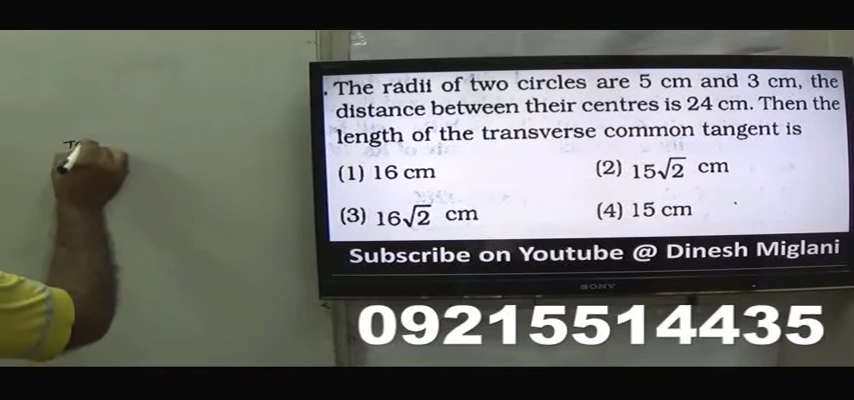 . The radii of two circles are 5 cm and 3 cm, the
distance between their centres is 24 cm. Then the
length of the transverse common tangent is
(1) 16 cm (2) 15√2 cm
(3) 16√2 cm (4) 15 cm
Subscribe on Youtube @ Dinesh Miglani
SONY
09215514435